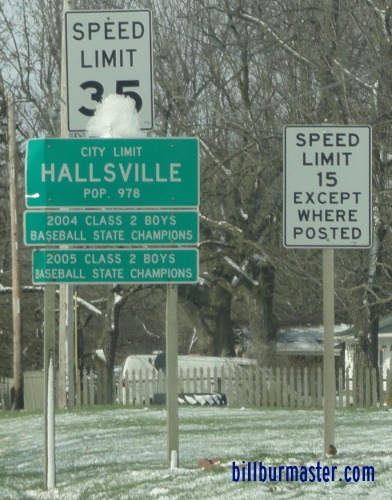 SPEED
LIMIT
35
CITY LIMIT
HALLSVILLE
POP. 978
2004 CLASS 2 BOYS
BASEBALL STATE CHAMPIONS
2005 CLASS 2 BOYS
BASEBALL STATE CHAMPIONS
SPEED
LIMIT
15
EXCEPT
WHERE
POSTED
billburmaster.com